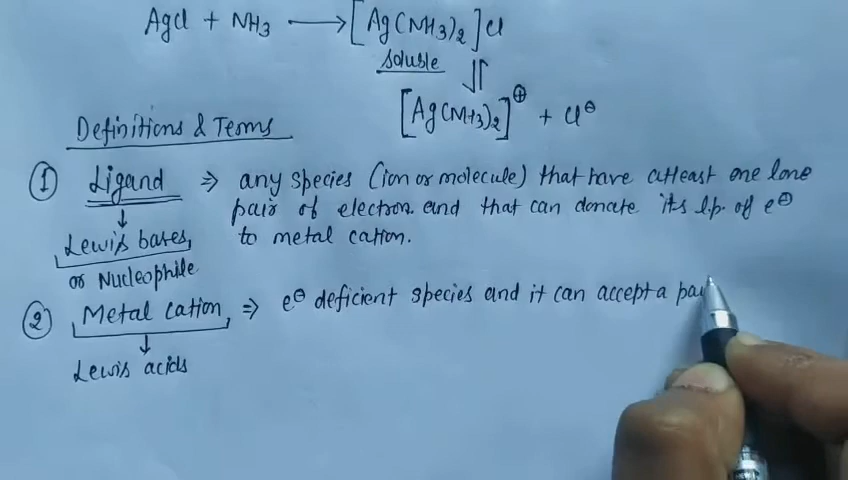 AgCl + NH3 ⟶ [Ag(NH3)2]Cl
soluble ⇌
[Ag(NH3)2]⊕ + Cl⊖
Definitions & Terms
① Ligand ⇒ any species (ion or molecule) that have atleast one lone
pair of electron and that can donate its l.p. of e⊖
to metal cation.
↓
Lewis bases,
or Nucleophile
② Metal cation, ⇒ e⊖ deficient species and it can accept a pa
↓
Lewis acids